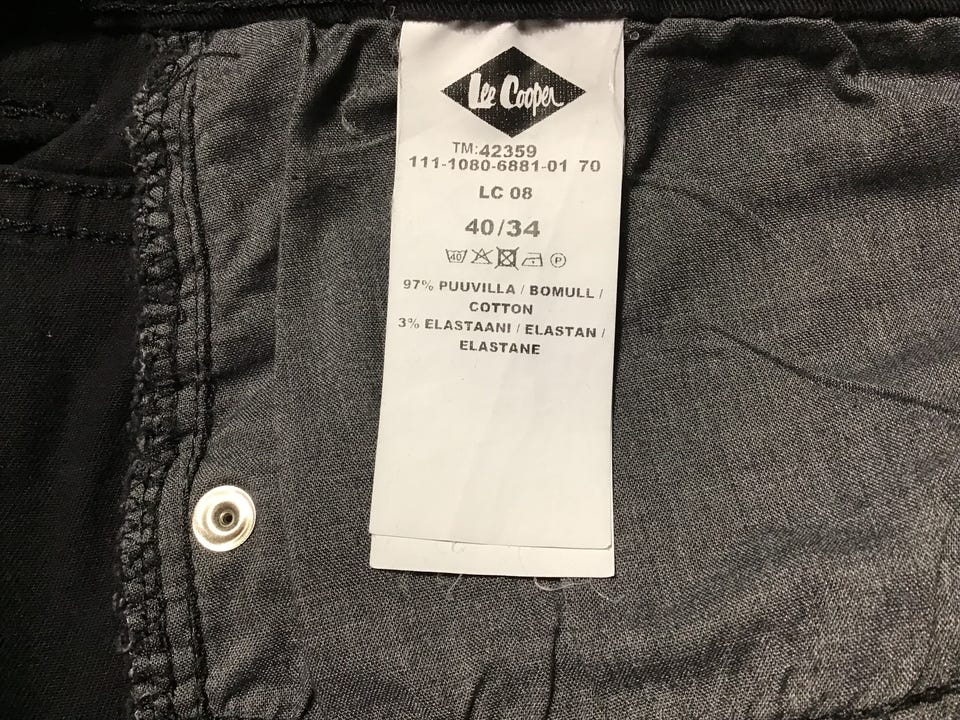 Lee Cooper
TM:42359
111-1080-6881-01 70
LC 08
40/34
40 P
97% PUUVILLA / BOMULL /
COTTON
3% ELASTAANI / ELASTAN /
ELASTANE